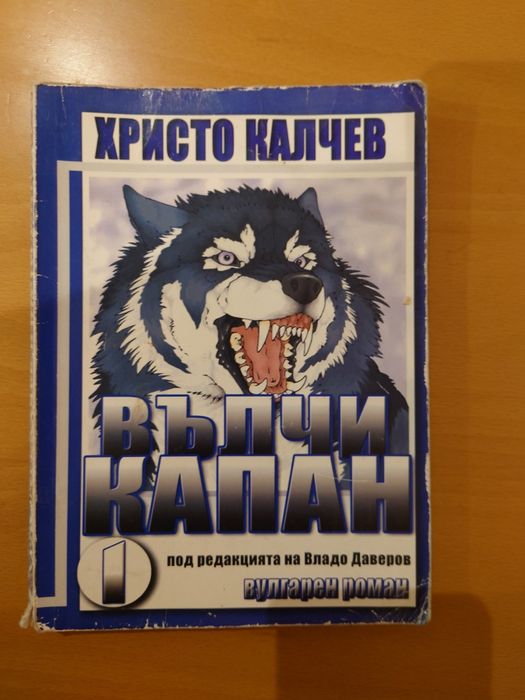 ХРИСТО КАЛЧЕВ
ВЪЛЧИ
КАПАН
1
под редакцията на Владо Даверов
вулгарен роман